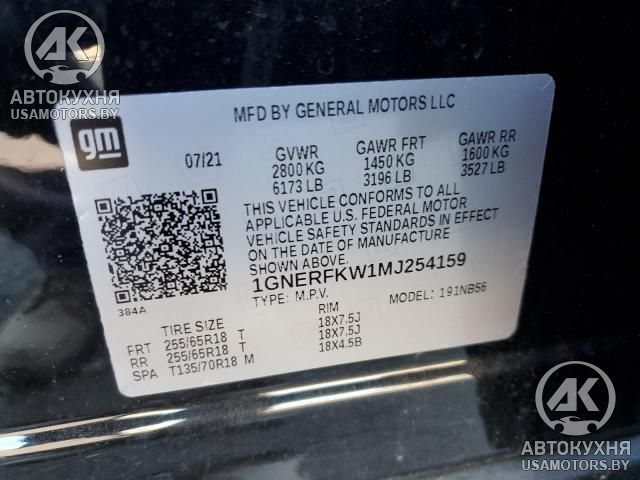 AK
АВТОКУХНЯ
USAMOTORS.BY
gm
MFD BY GENERAL MOTORS LLC
07/21
GVWR
2800 KG
6173 LB
GAWR FRT
1450 KG
3196 LB
GAWR RR
1600 KG
3527 LB
THIS VEHICLE CONFORMS TO ALL
APPLICABLE U.S. FEDERAL MOTOR
VEHICLE SAFETY STANDARDS IN EFFECT
ON THE DATE OF MANUFACTURE
SHOWN ABOVE.
1GNERFKW1MJ254159
TYPE: M.P.V. MODEL: 191NB56
384A
TIRE SIZE RIM
FRT 255/65R18 T 18X7.5J
RR 255/65R18 T 18X7.5J
SPA T135/70R18 M 18X4.5B
AK
АВТОКУХНЯ
USAMOTORS.BY